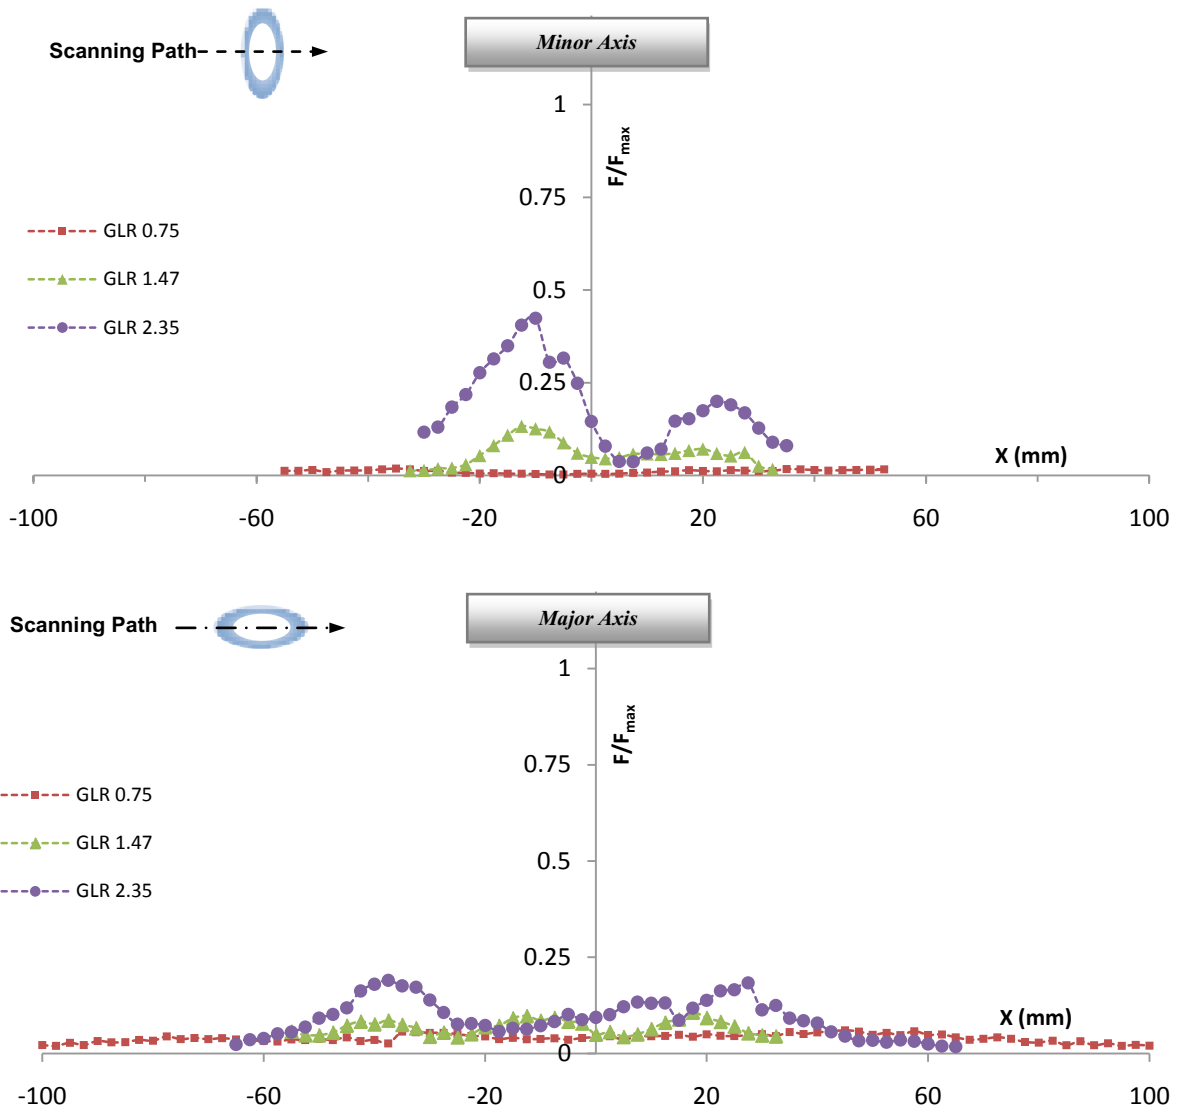 Scanning Path
Minor Axis
1
F/Fmax
0.75
GLR 0.75
GLR 1.47
0.5
GLR 2.35
0.25
X (mm)
0
-100 -60 -20 20 60 100
Scanning Path
Major Axis
1
F/Fmax
0.75
GLR 0.75
GLR 1.47
0.5
GLR 2.35
0.25
X (mm)
0
-100 -60 -20 20 60 100